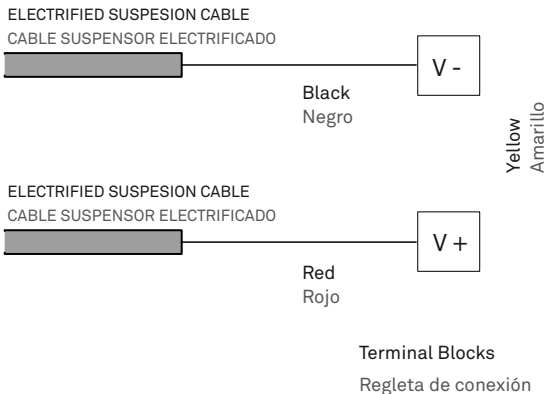 ELECTRIFIED SUSPESION CABLE
CABLE SUSPENSOR ELECTRIFICADO
V -
Black
Negro
Yellow
Amarillo
ELECTRIFIED SUSPESION CABLE
CABLE SUSPENSOR ELECTRIFICADO
V +
Red
Rojo
Terminal Blocks
Regleta de conexión